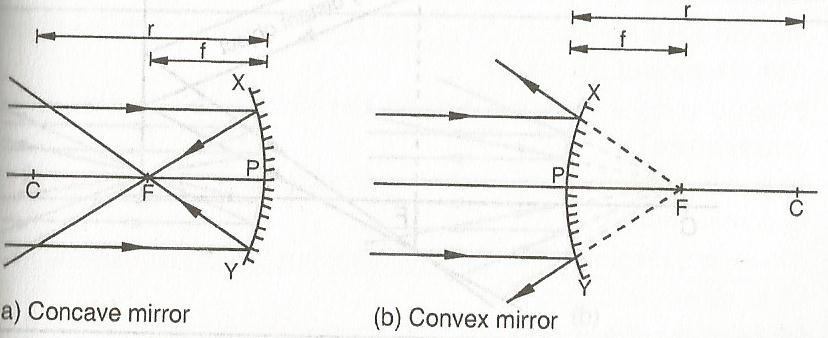 r
f
X
P
C
F
Y
a) Concave mirror
r
f
X
P
F
C
Y
(b) Convex mirror